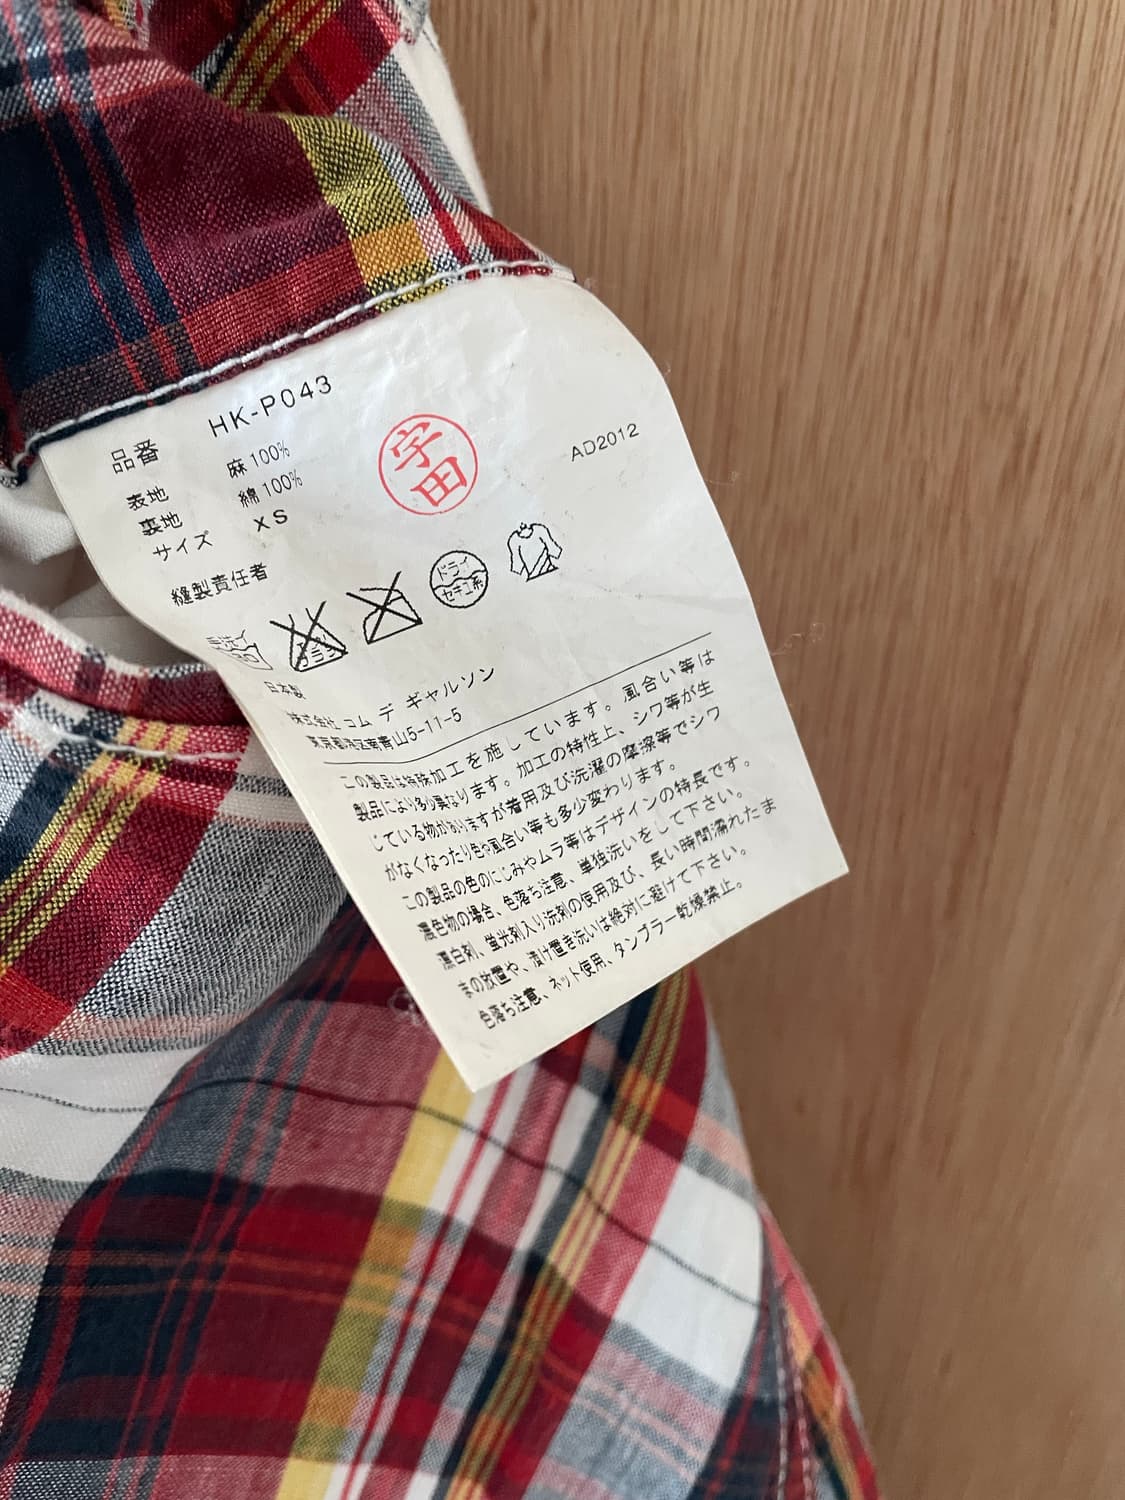 品番 HK-P043
表地 麻100%
裏地 綿100%
サイズ XS
縫製責任者
宇田
AD2012
ドライ
セキユ系
日本製
株式会社 コム デ ギャルソン
東京都港区南青山5-11-5
この製品は特殊加工を施しています。風合い等は
製品により多少異なります。加工の特性上、シワ等が生
じている物がありますが着用及び洗濯の摩擦等でシワ
がなくなったり色や風合い等も多少変わります。
この製品の色のにじみやムラ等はデザインの特長です。
濃色物の場合、色落ち注意、単独洗いをして下さい。
漂白剤、蛍光剤入り洗剤の使用及び、長い時間濡れたま
まの放置や、漬け置き洗いは絶対に避けて下さい。
色落ち注意、ネット使用、タンブラー乾燥禁止。